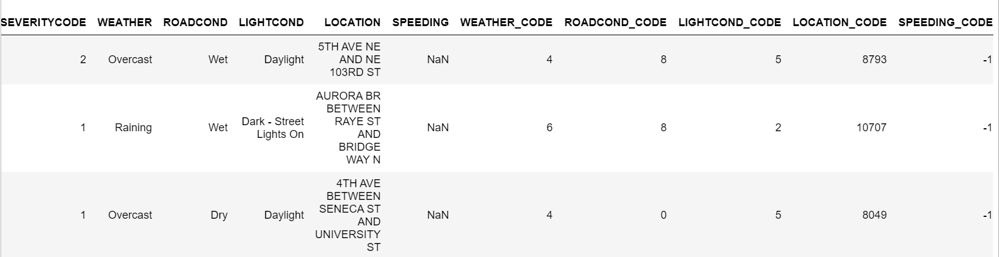 SEVERITYCODE WEATHER ROADCOND LIGHTCOND LOCATION SPEEDING WEATHER_CODE ROADCOND_CODE LIGHTCOND_CODE LOCATION_CODE SPEEDING_CODE
5TH AVE NE
2 Overcast Wet Daylight AND NE NaN 4 8 5 8793 -1
103RD ST
AURORA BR
BETWEEN
Dark - Street RAYE ST
1 Raining Wet NaN 6 8 2 10707 -1
Lights On AND
BRIDGE
WAY N
4TH AVE
BETWEEN
SENECA ST
1 Overcast Dry Daylight NaN 4 0 5 8049 -1
AND
UNIVERSITY
ST